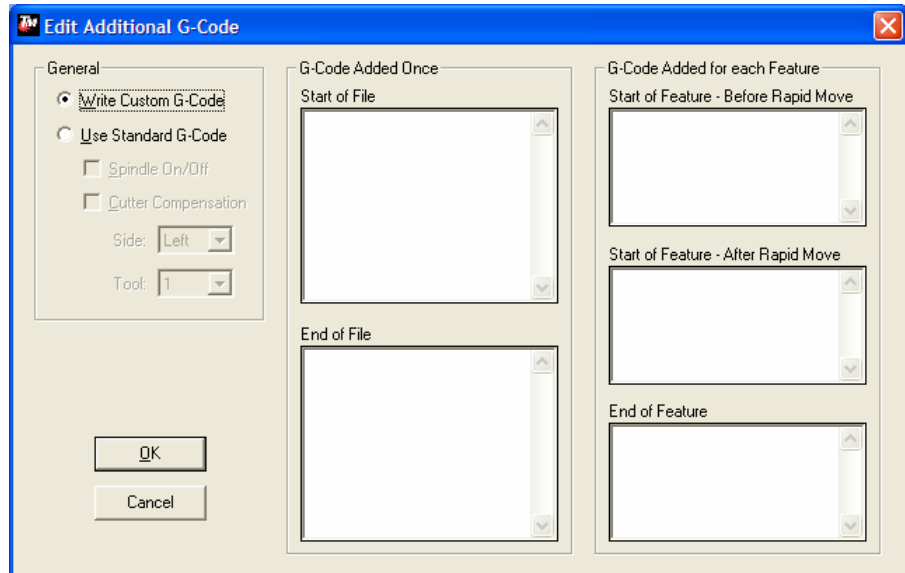 Edit Additional G-Code
General
Write Custom G-Code
Use Standard G-Code
Spindle On/Off
Cutter Compensation
Side: Left
Tool: 1
OK
Cancel
G-Code Added Once
Start of File
End of File
G-Code Added for each Feature
Start of Feature - Before Rapid Move
Start of Feature - After Rapid Move
End of Feature